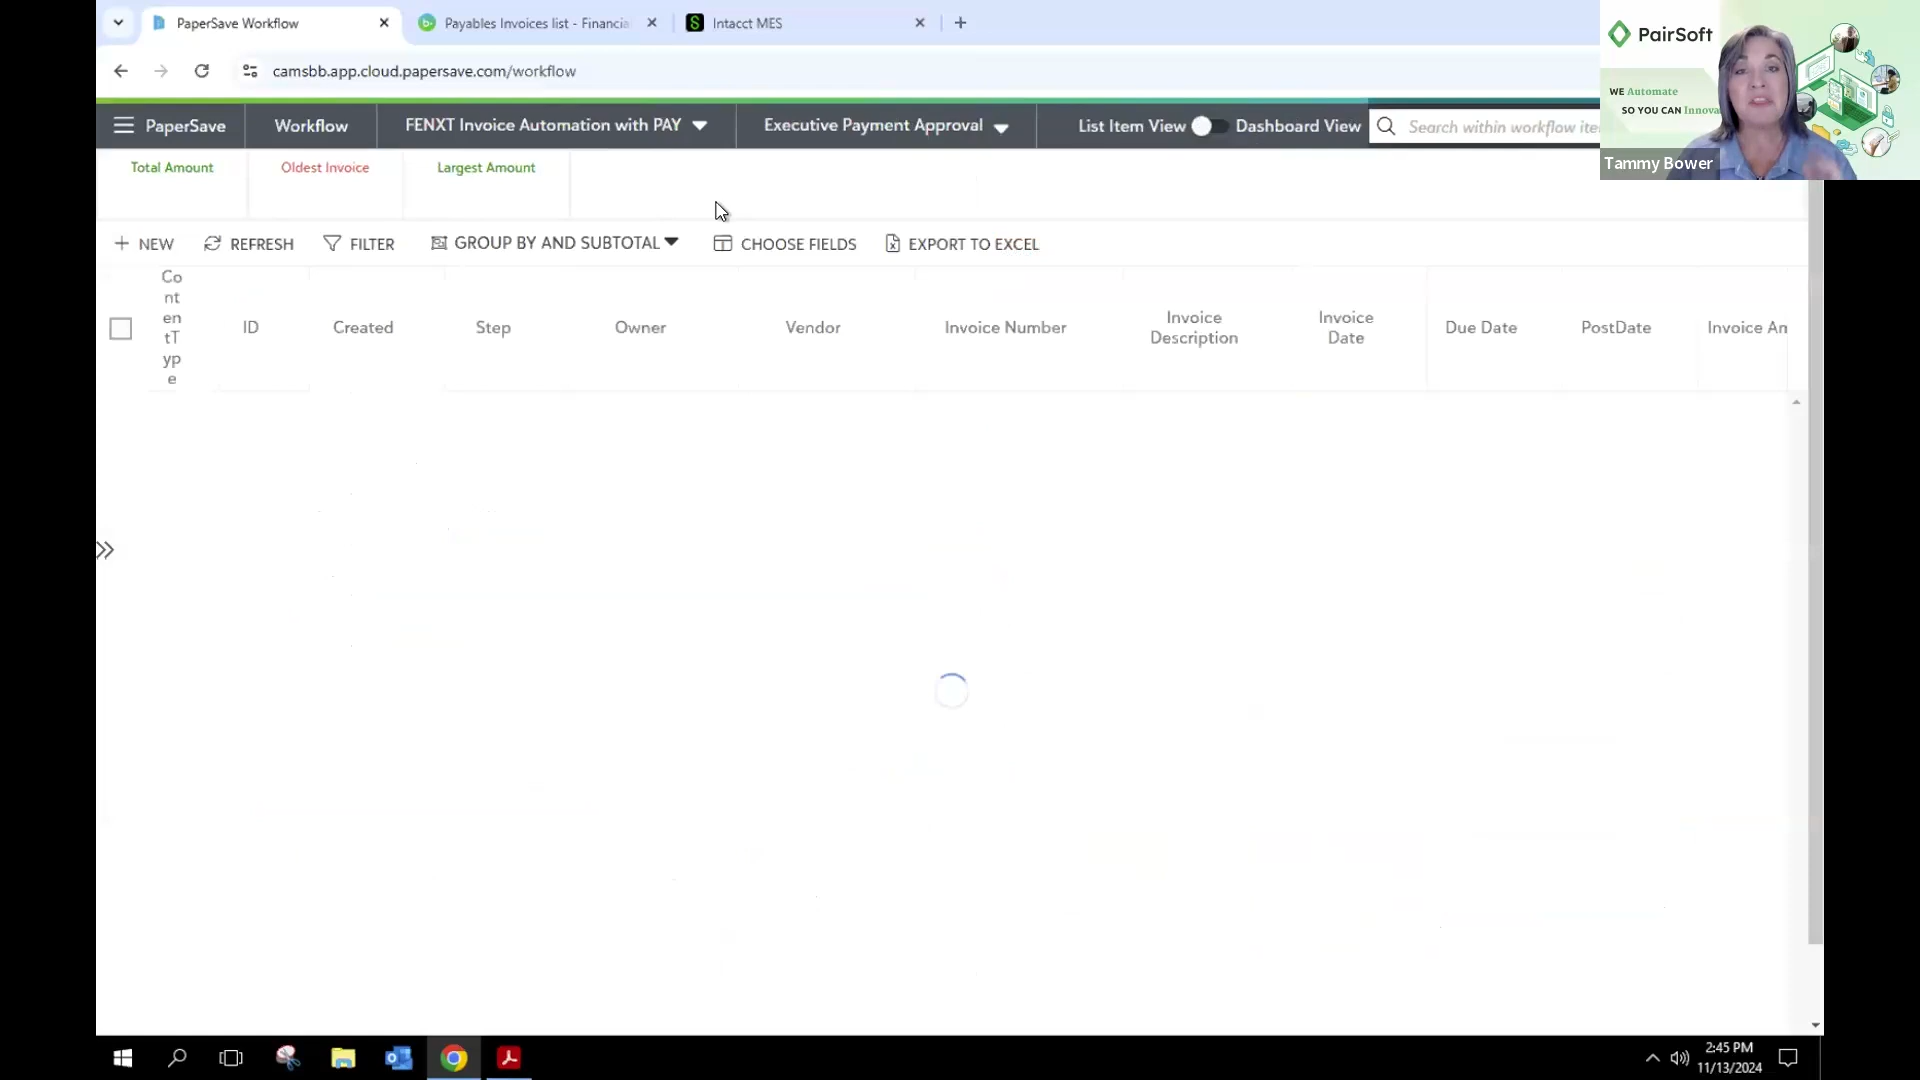 PaperSave Workflow
Payables Invoices list - Financia
Intacct MES
camsbb.app.cloud.papersave.com/workflow
PaperSave
Workflow
FENXT Invoice Automation with PAY
Executive Payment Approval
List Item View
Dashboard View
Search within workflow ite
Total Amount
Oldest Invoice
Largest Amount
NEW
REFRESH
FILTER
GROUP BY AND SUBTOTAL
CHOOSE FIELDS
EXPORT TO EXCEL
Co
nt
en
tT
yp
e
ID
Created
Step
Owner
Vendor
Invoice Number
Invoice
Description
Invoice
Date
Due Date
PostDate
Invoice Am
PairSoft
WE Automate
SO YOU CAN Innova
Tammy Bower
2:45 PM
11/13/2024